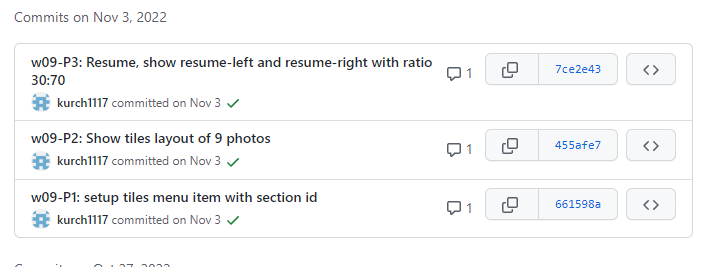 Commits on Nov 3, 2022
w09-P3: Resume, show resume-left and resume-right with ratio
30:70
1
7ce2e43
kurch1117 committed on Nov 3
w09-P2: Show tiles layout of 9 photos
1
455afe7
kurch1117 committed on Nov 3
w09-P1: setup tiles menu item with section id
1
661598a
kurch1117 committed on Nov 3